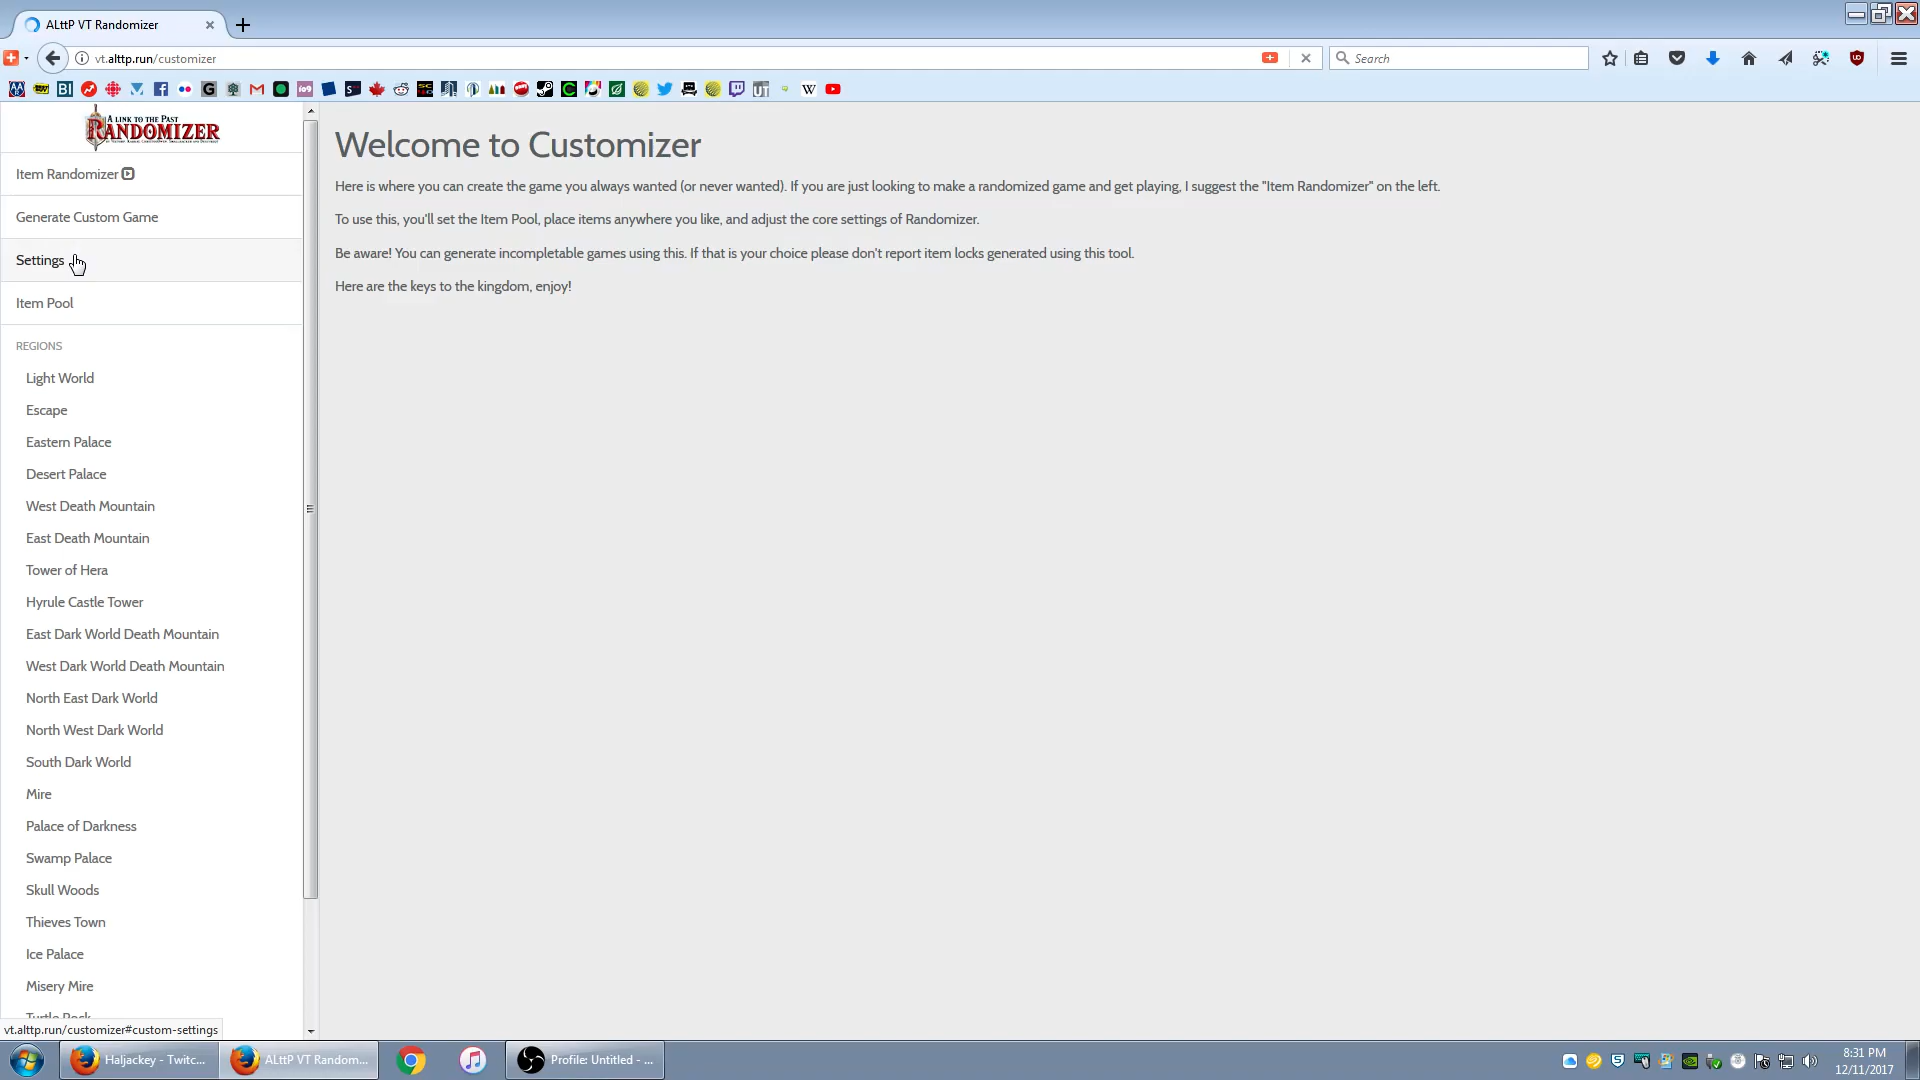 ALttP VT Randomizer
vt.alttp.run/customizer
Search
A LINK TO THE PAST
RANDOMIZER
Item Randomizer
Generate Custom Game
Settings
Item Pool
REGIONS
Light World
Escape
Eastern Palace
Desert Palace
West Death Mountain
East Death Mountain
Tower of Hera
Hyrule Castle Tower
East Dark World Death Mountain
West Dark World Death Mountain
North East Dark World
North West Dark World
South Dark World
Mire
Palace of Darkness
Swamp Palace
Skull Woods
Thieves Town
Ice Palace
Misery Mire
Turtle Rock
vt.alttp.run/customizer#custom-settings
Welcome to Customizer
Here is where you can create the game you always wanted (or never wanted). If you are just looking to make a randomized game and get playing, I suggest the "Item Randomizer" on the left.
To use this, you'll set the Item Pool, place items anywhere you like, and adjust the core settings of Randomizer.
Be aware! You can generate incompletable games using this. If that is your choice please don't report item locks generated using this tool.
Here are the keys to the kingdom, enjoy!
Haljackey - Twitc...
ALttP VT Random...
Profile: Untitled - ...
8:31 PM
12/11/2017